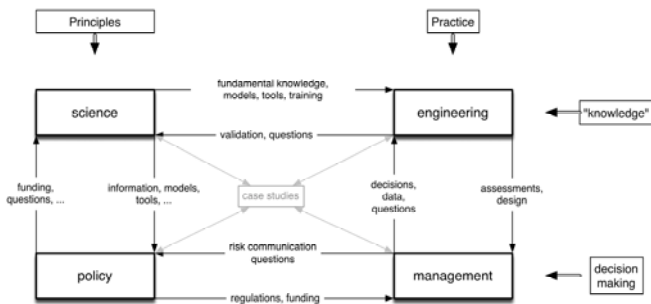 Principles
Practice
fundamental knowledge,
models, tools, training
science
engineering
"knowledge"
validation, questions
funding,
questions, ...
information, models,
tools, ...
case studies
decisions,
data,
questions
assessments,
design
risk communication
questions
policy
management
decision
making
regulations, funding